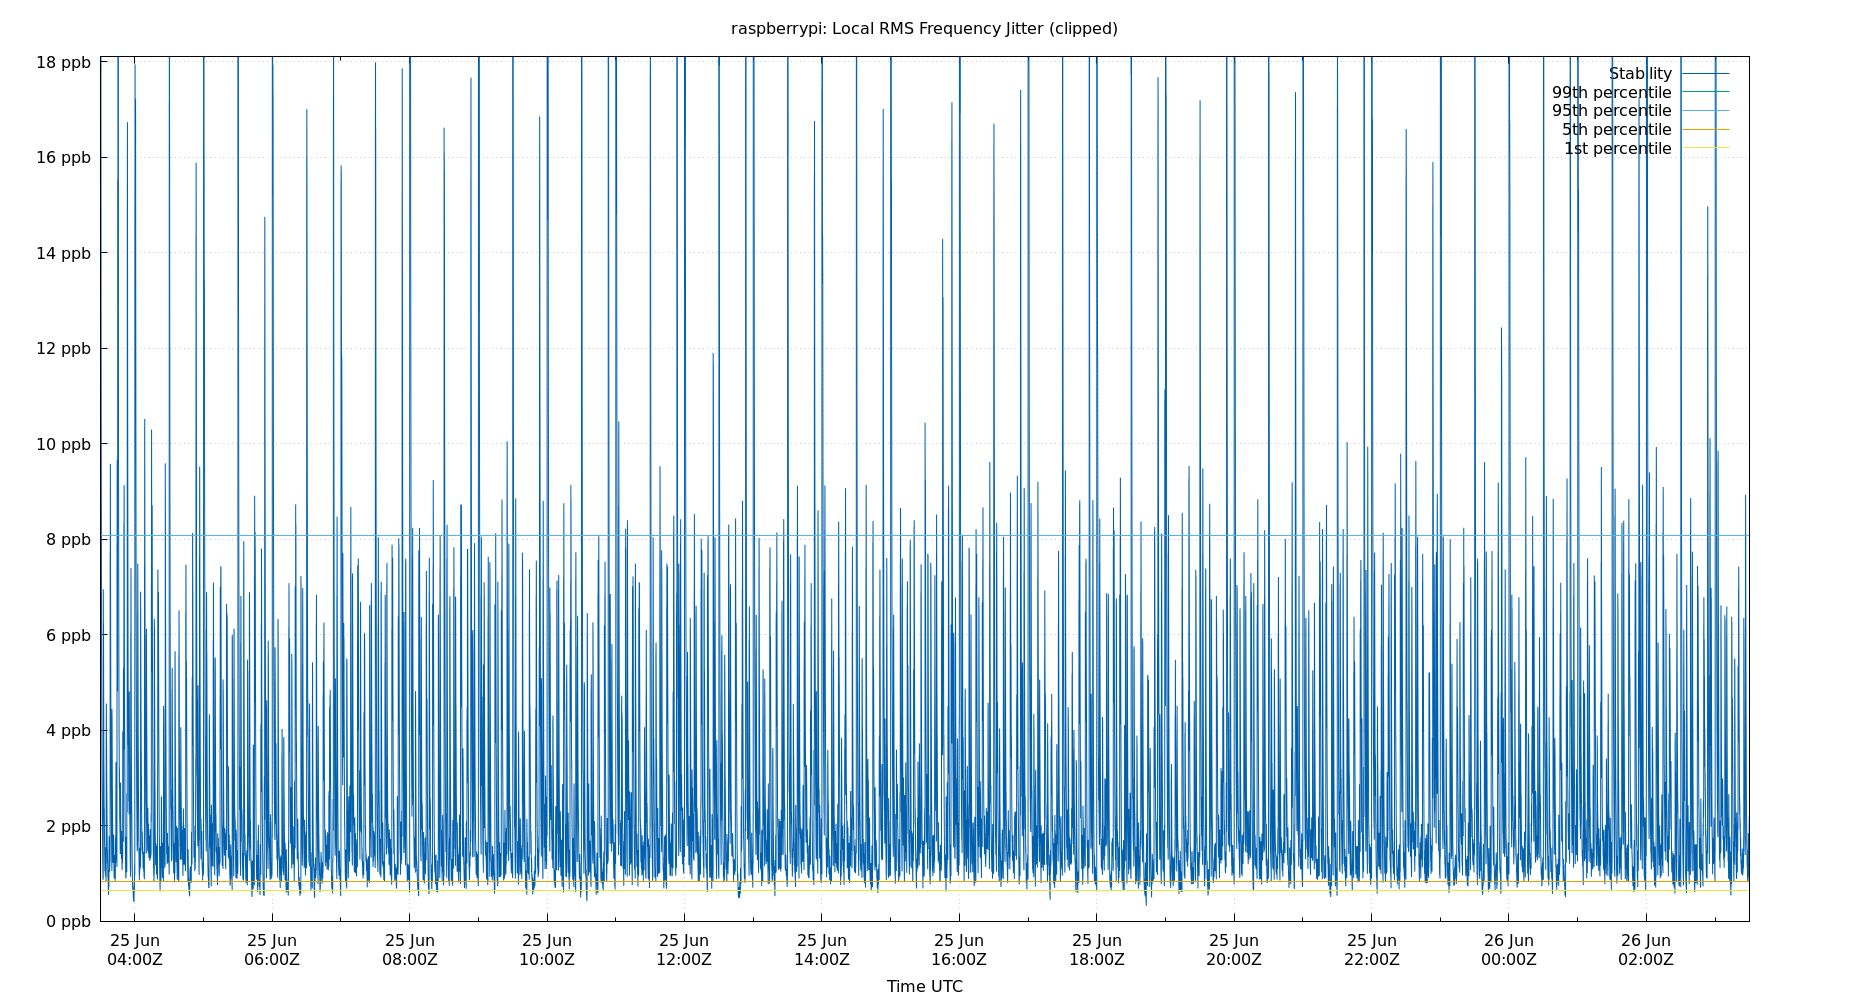 raspberrypi: Local RMS Frequency Jitter (clipped)
18 ppb
16 ppb
14 ppb
12 ppb
10 ppb
8 ppb
6 ppb
4 ppb
2 ppb
0 ppb
Stability
99th percentile
95th percentile
5th percentile
1st percentile
25 Jun 25 Jun 25 Jun 25 Jun 25 Jun 25 Jun 25 Jun 25 Jun 25 Jun 25 Jun 26 Jun 26 Jun
04:00Z 06:00Z 08:00Z 10:00Z 12:00Z 14:00Z 16:00Z 18:00Z 20:00Z 22:00Z 00:00Z 02:00Z
Time UTC